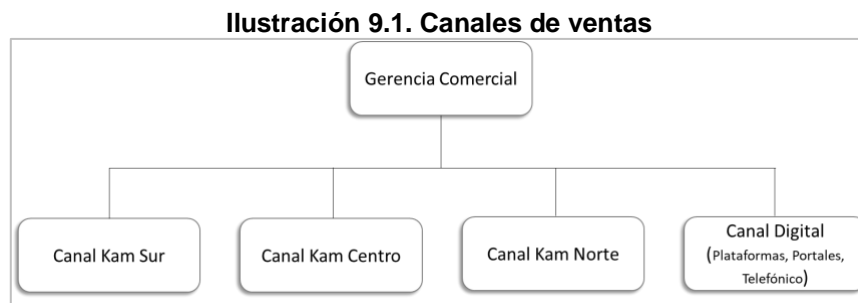 Ilustración 9.1. Canales de ventas
Gerencia Comercial
Canal Kam Sur
Canal Kam Centro
Canal Kam Norte
Canal Digital
(Plataformas, Portales,
Telefónico)